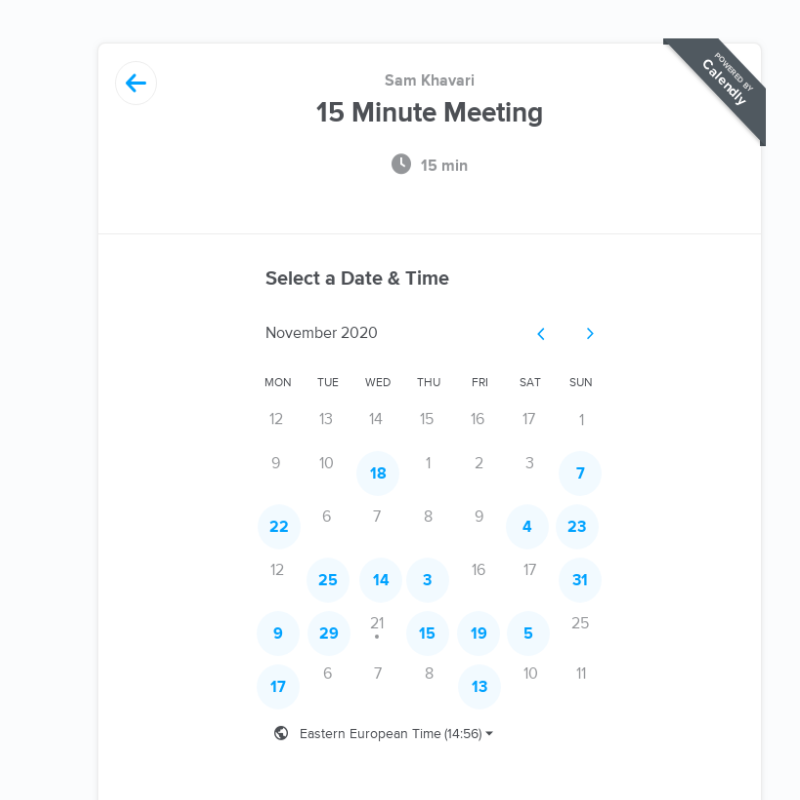 POWERED BY
Calendly
Sam Khavari
15 Minute Meeting
15 min
Select a Date & Time
November 2020
MON TUE WED THU FRI SAT SUN
12 13 14 15 16 17 1
9 10 18 1 2 3 7
22 6 7 8 9 4 23
12 25 14 3 16 17 31
9 29 21 15 19 5 25
17 6 7 8 13 10 11
Eastern European Time (14:56)